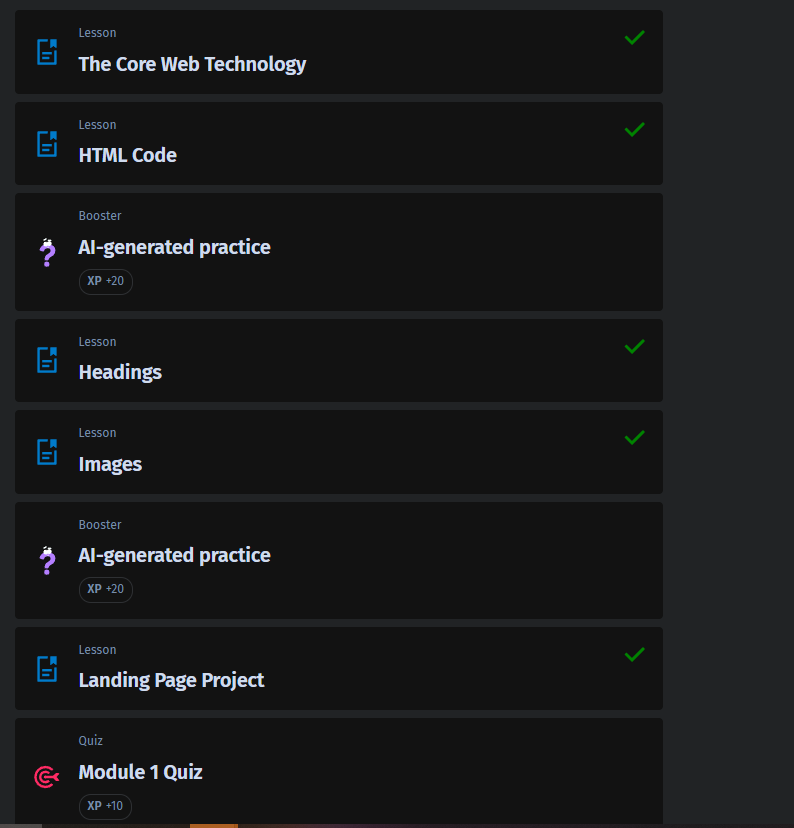 Lesson
The Core Web Technology
Lesson
HTML Code
Booster
AI-generated practice
XP +20
Lesson
Headings
Lesson
Images
Booster
AI-generated practice
XP +20
Lesson
Landing Page Project
Quiz
Module 1 Quiz
XP +10